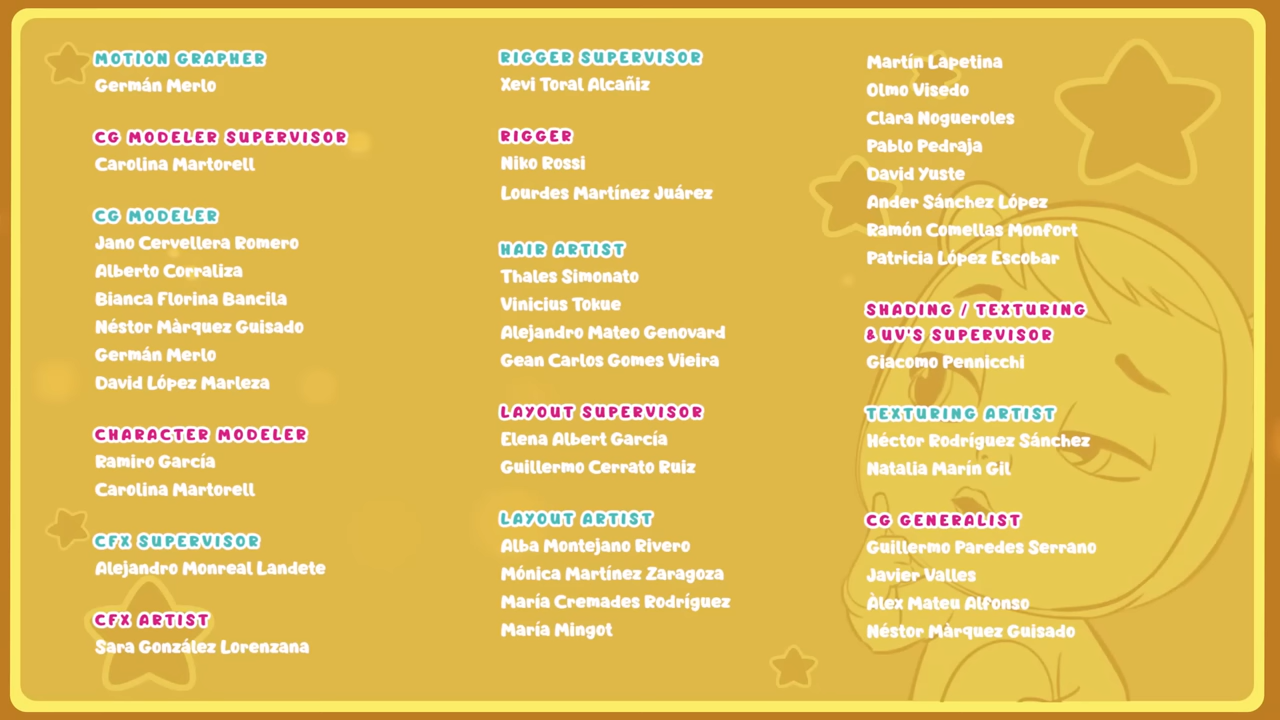 MOTION GRAPHER
Germán Merlo
CG MODELER SUPERVISOR
Carolina Martorell
CG MODELER
Jano Cervellera Romero
Alberto Corraliza
Bianca Florina Bancila
Néstor Màrquez Guisado
Germán Merlo
David López Marleza
CHARACTER MODELER
Ramiro García
Carolina Martorell
CFX SUPERVISOR
Alejandro Monreal Landete
CFX ARTIST
Sara González Lorenzana
RIGGER SUPERVISOR
Xevi Toral Alcañiz
RIGGER
Niko Rossi
Lourdes Martínez Juárez
HAIR ARTIST
Thales Simonato
Vinicius Tokue
Alejandro Mateo Genovard
Gean Carlos Gomes Vieira
LAYOUT SUPERVISOR
Elena Albert García
Guillermo Cerrato Ruiz
LAYOUT ARTIST
Alba Montejano Rivero
Mónica Martínez Zaragoza
María Cremades Rodríguez
María Mingot
Martín Lapetina
Olmo Visedo
Clara Nogueroles
Pablo Pedraja
David Yuste
Ander Sánchez López
Ramón Comellas Monfort
Patricia López Escobar
SHADING / TEXTURING
& UV'S SUPERVISOR
Giacomo Pennicchi
TEXTURING ARTIST
Héctor Rodríguez Sánchez
Natalia Marín Gil
CG GENERALIST
Guillermo Paredes Serrano
Javier Valles
Àlex Mateu Alfonso
Néstor Màrquez Guisado